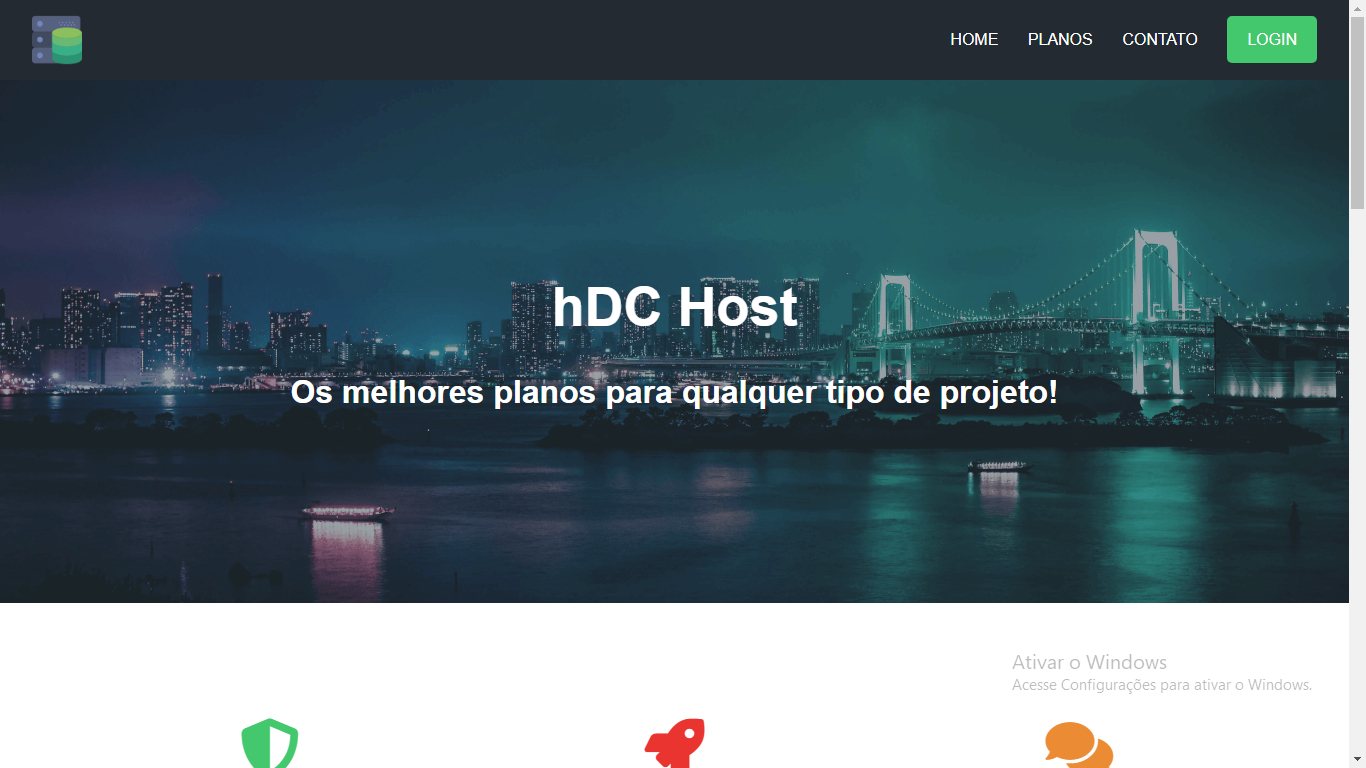 HOME PLANOS CONTATO LOGIN
hDC Host
Os melhores planos para qualquer tipo de projeto!
Ativar o Windows
Acesse Configurações para ativar o Windows.